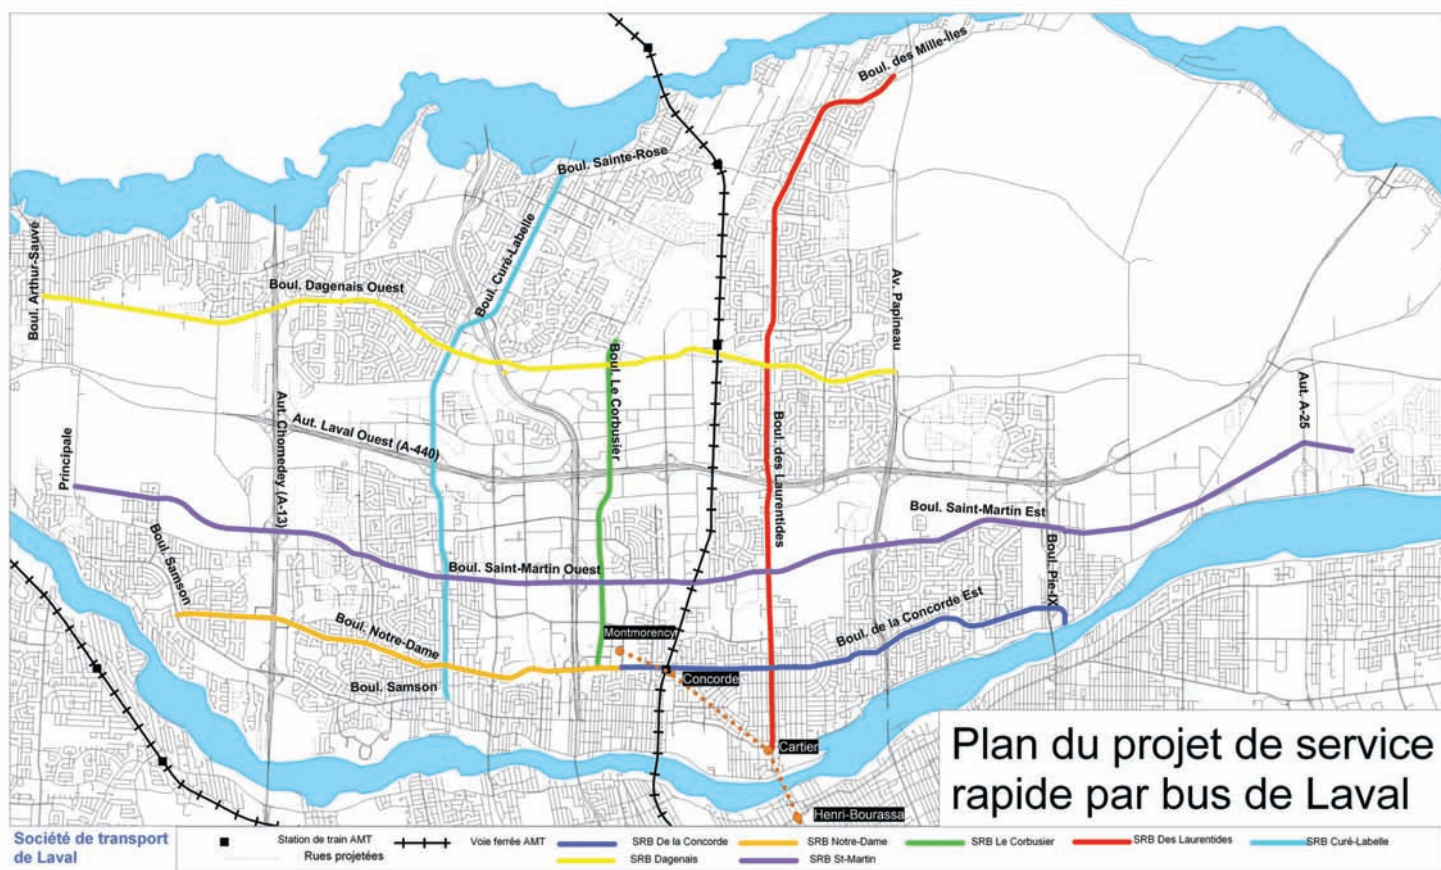 Boul. des Mille-Îles
Boul. Sainte-Rose
Boul. Arthur-Sauvé
Boul. Curé-Labelle
Boul. Dagenais Ouest
Av. Papineau
Boul. Le Corbusier
Aut. A-25
Aut. Laval Ouest (A-440)
Aut. Chomedey (A-13)
Principale
Boul. des Laurentides
Boul. Saint-Martin Est
Boul. Samson
Boul. Saint-Martin Ouest
Boul. Pie-IX
Boul. de la Concorde Est
Boul. Notre-Dame
Montmorency
Concorde
Boul. Samson
Cartier
Henri-Bourassa
Plan du projet de service
rapide par bus de Laval
Société de transport
de Laval
Station de train AMT
Voie ferrée AMT
SRB De la Concorde
SRB Notre-Dame
SRB Le Corbusier
SRB Des Laurentides
SRB Curé-Labelle
Rues projetées
SRB Dagenais
SRB St-Martin